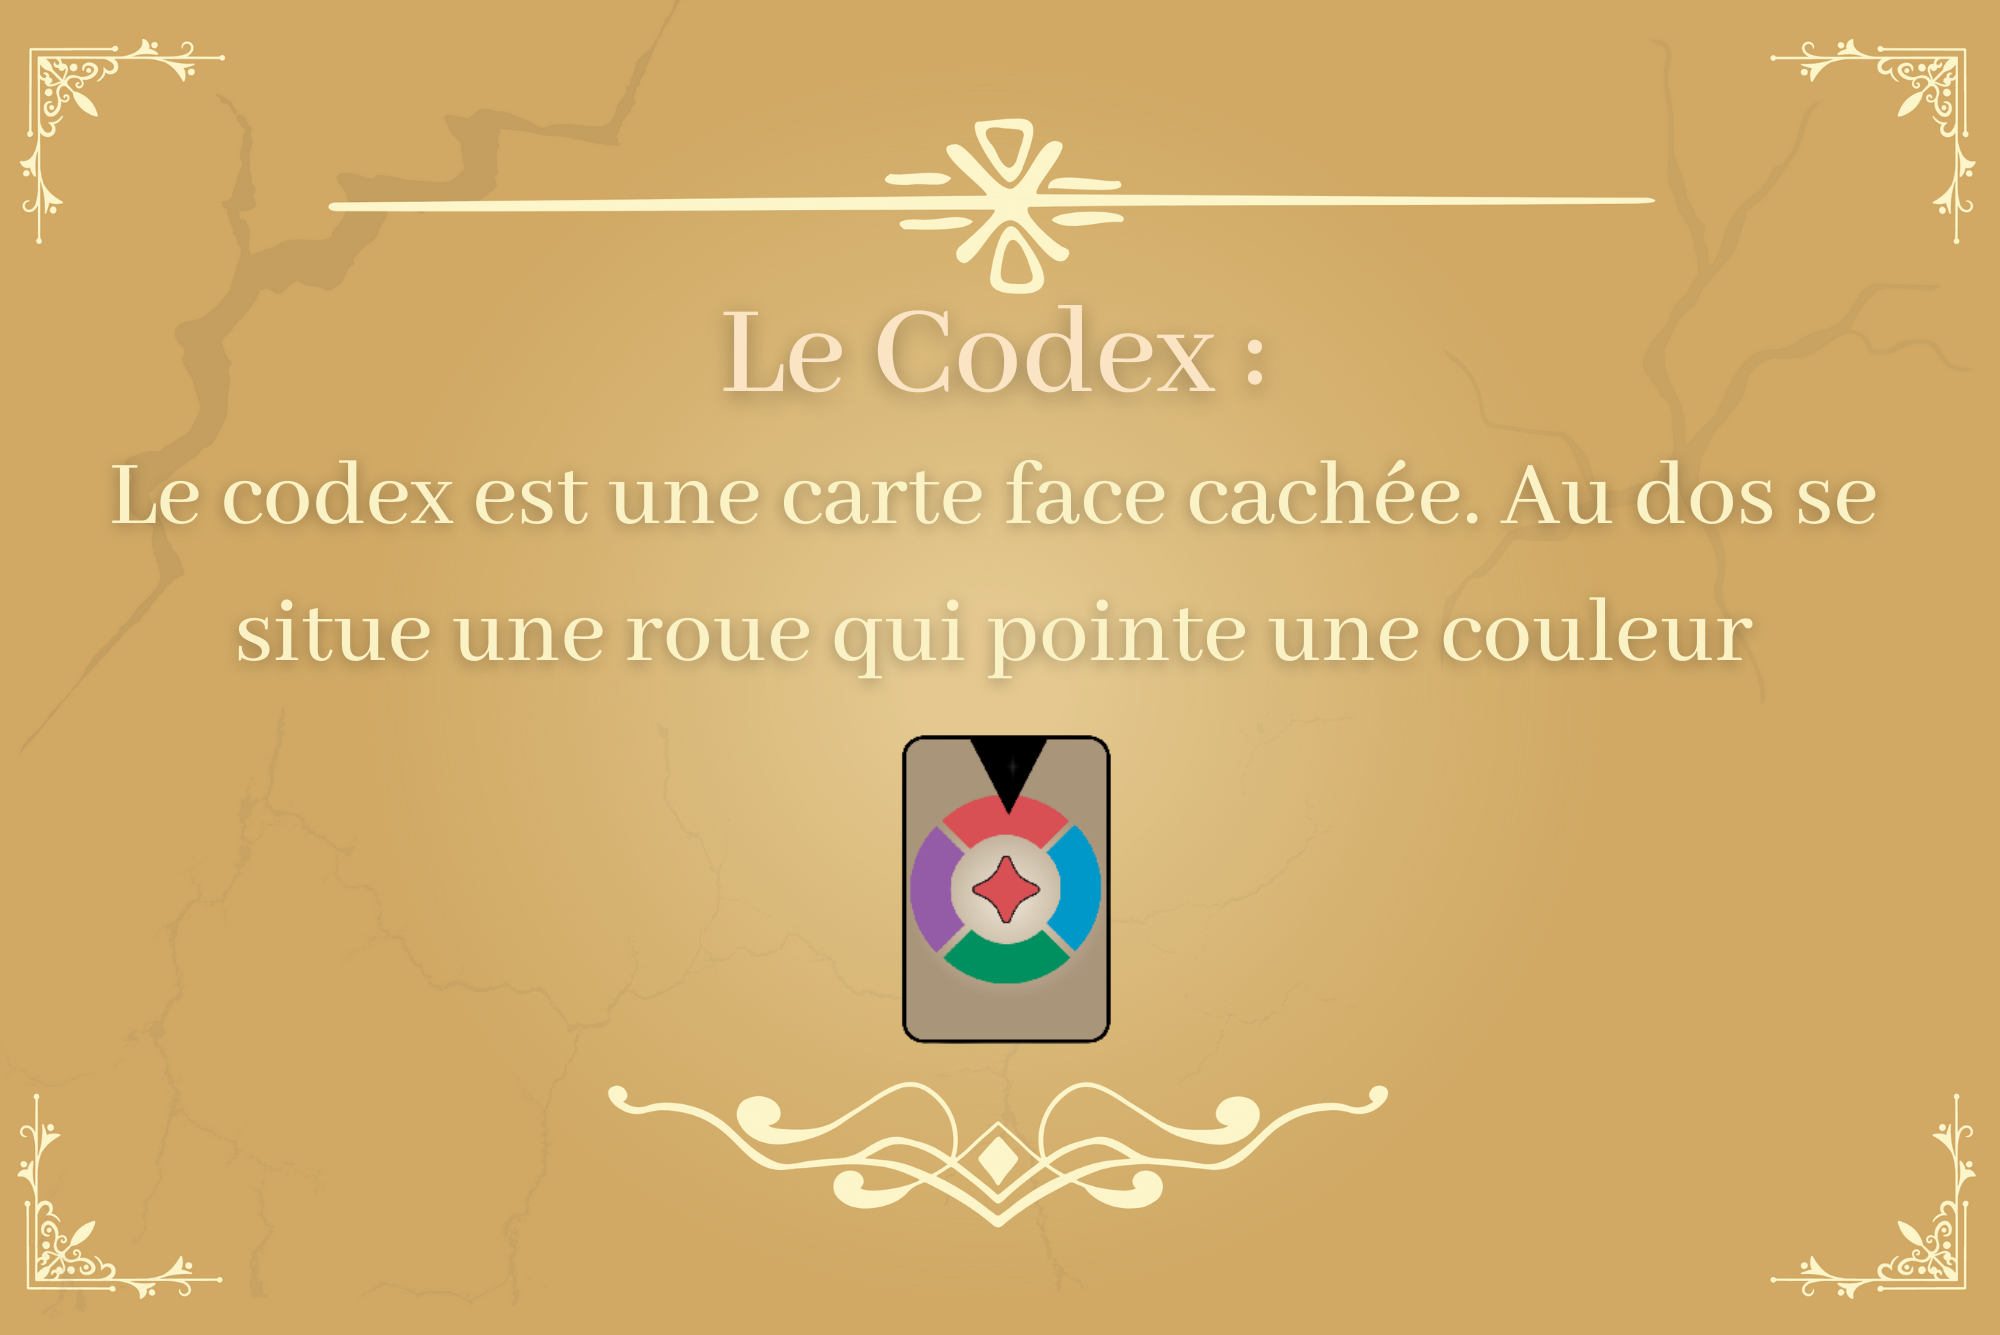 Le Codex :
Le codex est une carte face cachée. Au dos se
situe une roue qui pointe une couleur